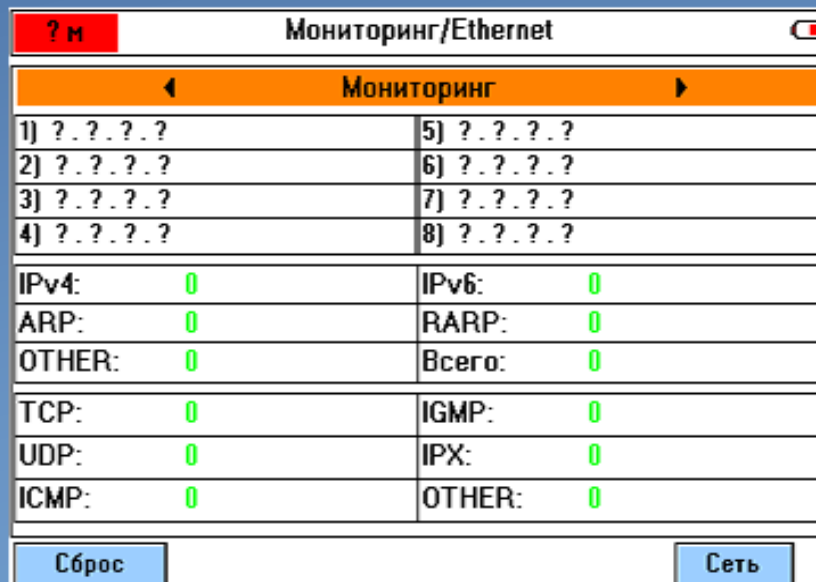 ? м Мониторинг/Ethernet
Мониторинг
1) ? . ? . ? . ? 5) ? . ? . ? . ?
2) ? . ? . ? . ? 6) ? . ? . ? . ?
3) ? . ? . ? . ? 7) ? . ? . ? . ?
4) ? . ? . ? . ? 8) ? . ? . ? . ?
IPv4: 0 IPv6: 0
ARP: 0 RARP: 0
OTHER: 0 Всего: 0
TCP: 0 IGMP: 0
UDP: 0 IPX: 0
ICMP: 0 OTHER: 0
Сброс Сеть